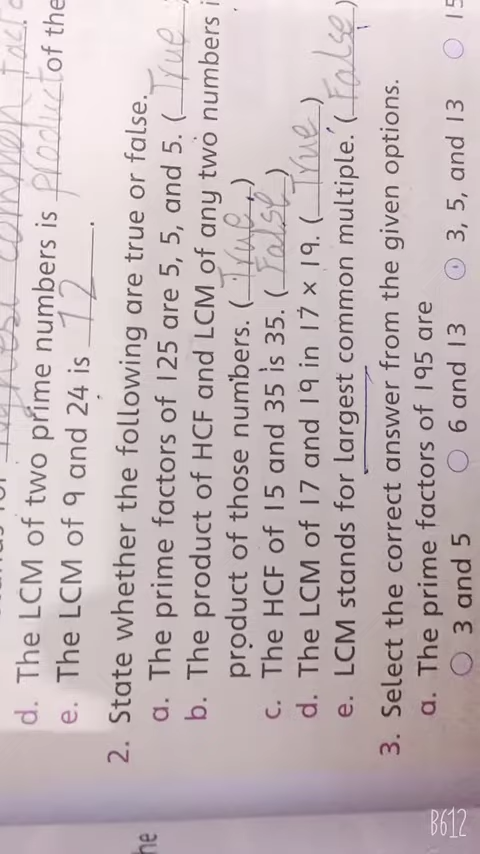 d. The LCM of two prime numbers is product of the
e. The LCM of 9 and 24 is 72.
2. State whether the following are true or false.
a. The prime factors of 125 are 5, 5, and 5. (True)
b. The product of HCF and LCM of any two numbers i
product of those numbers. (True)
c. The HCF of 15 and 35 is 35. (False)
d. The LCM of 17 and 19 in 17 × 19. (True)
e. LCM stands for largest common multiple. (False)
3. Select the correct answer from the given options.
a. The prime factors of 195 are
3 and 5 6 and 13 3, 5, and 13 15
he
B612